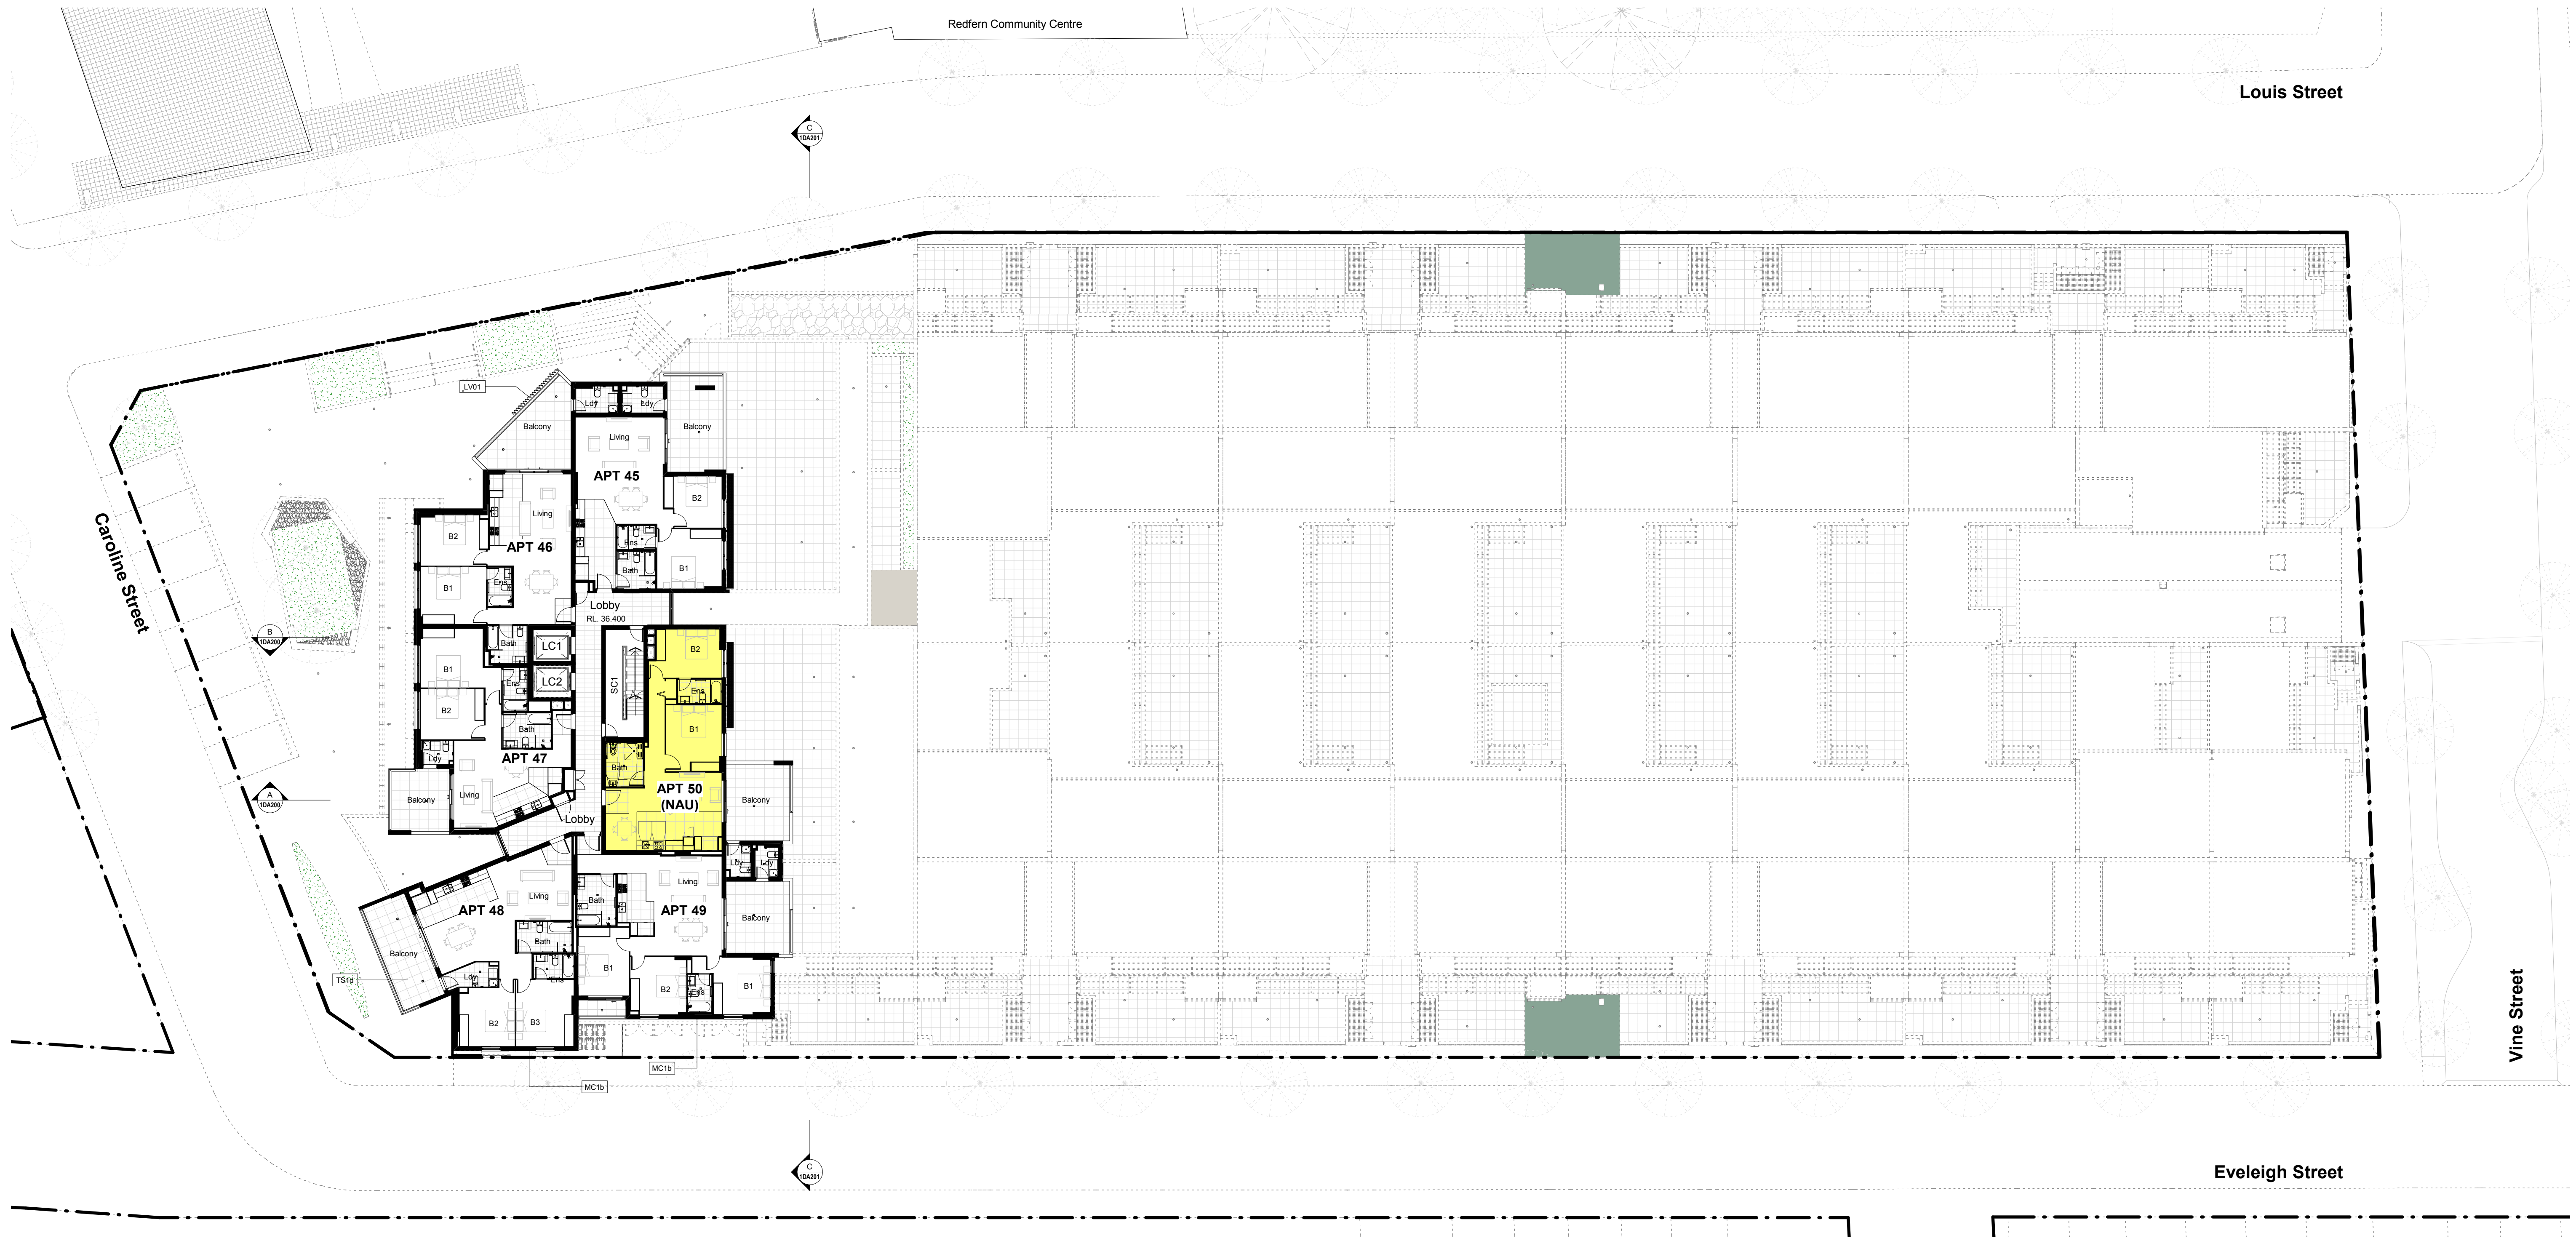 Redfern Community Centre
Louis Street
C
1DA201
LV01
Ldy
Ldy
Balcony
Living
Balcony
APT 45
B2
Living
B2
APT 46
Ens
Bath
B1
Ens
B1
Lobby
RL. 36.400
Caroline Street
B
1DA200
Bath
LC1
B2
B1
Ens
LC2
SC1
Ens
B2
Bath
B1
Ldy
APT 47
Bath
APT 50
(NAU)
A
1DA200
Living
Balcony
Balcony
Lobby
Ldy
Ldy
Living
Living
Bath
APT 48
APT 49
Balcony
Bath
Balcony
Ldy
Ens
TS1d
B1
B2
Ens
B1
B2
B3
MC1b
MC1b
Vine Street
C
1DA201
Eveleigh Street